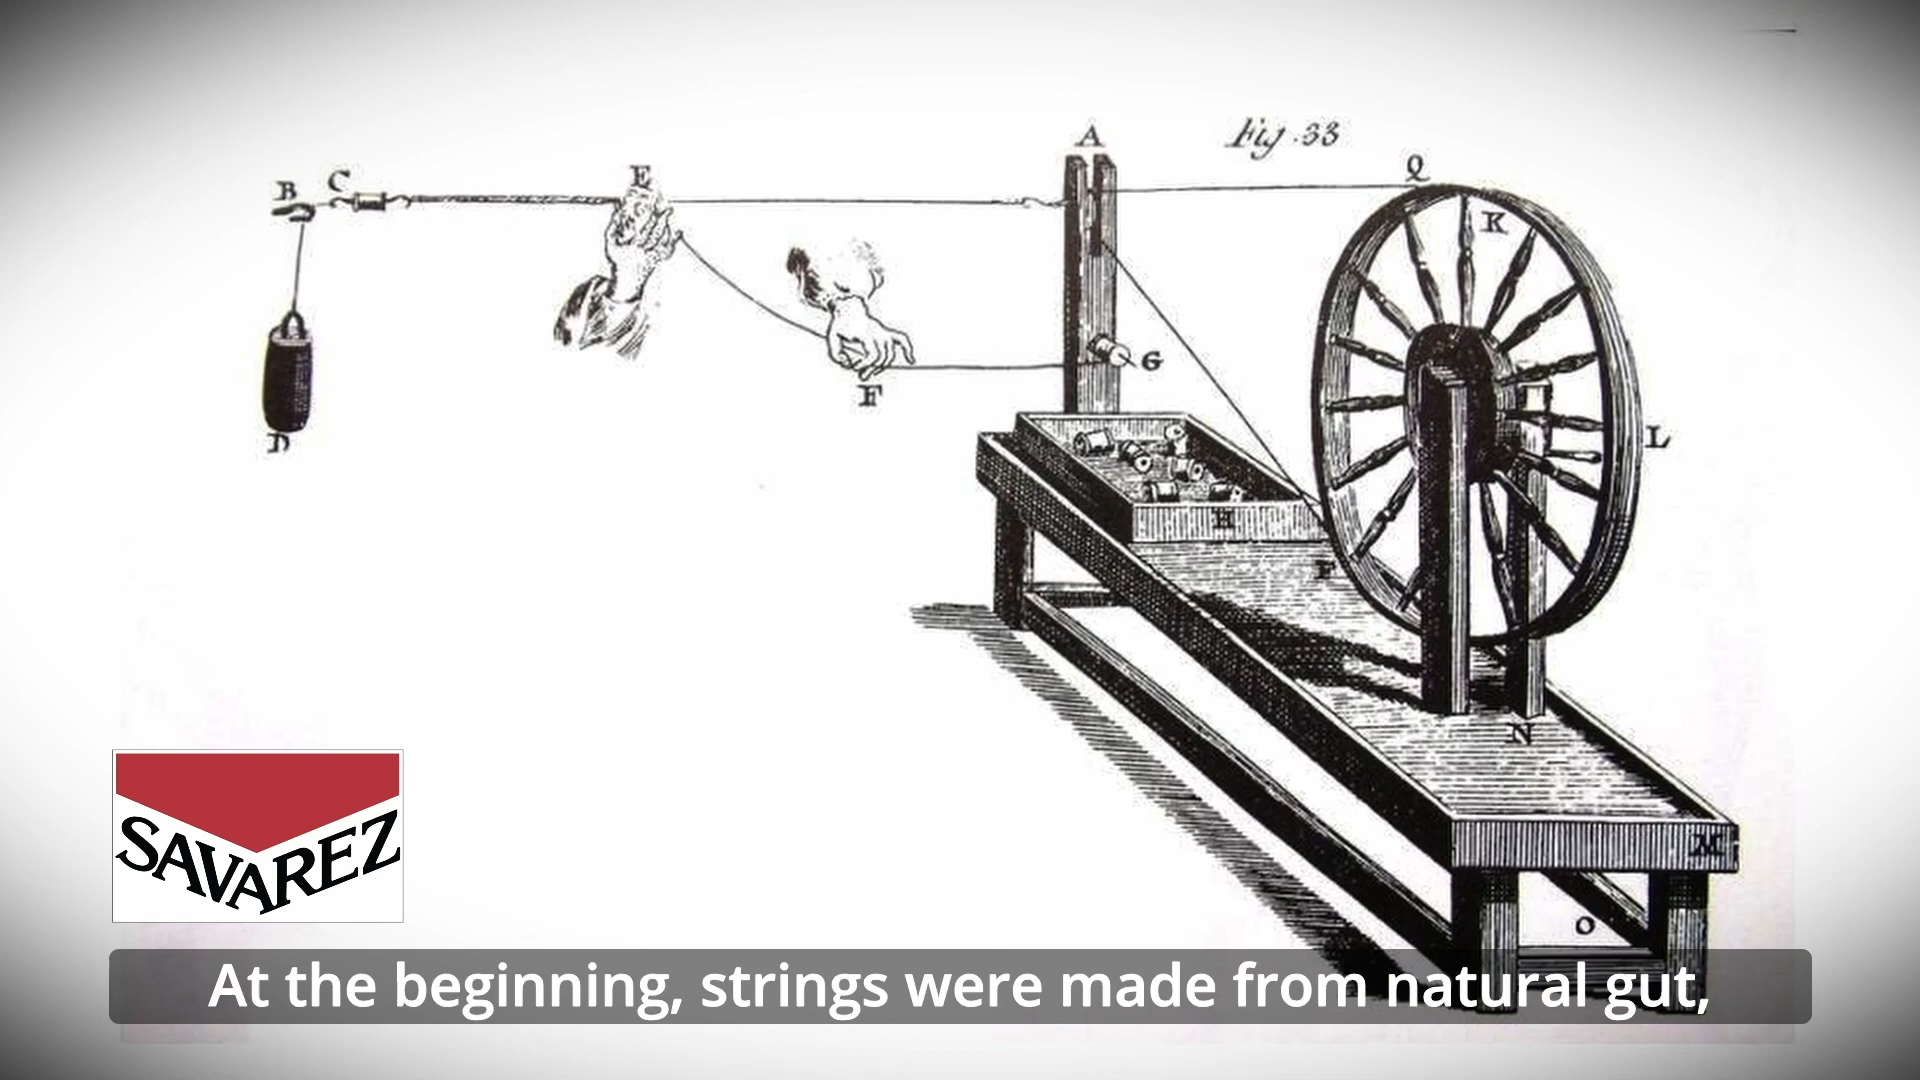 Fig. 33
A
Q
B
C
E
K
G
F
D
L
H
P
N
M
O
SAVAREZ
At the beginning, strings were made from natural gut,